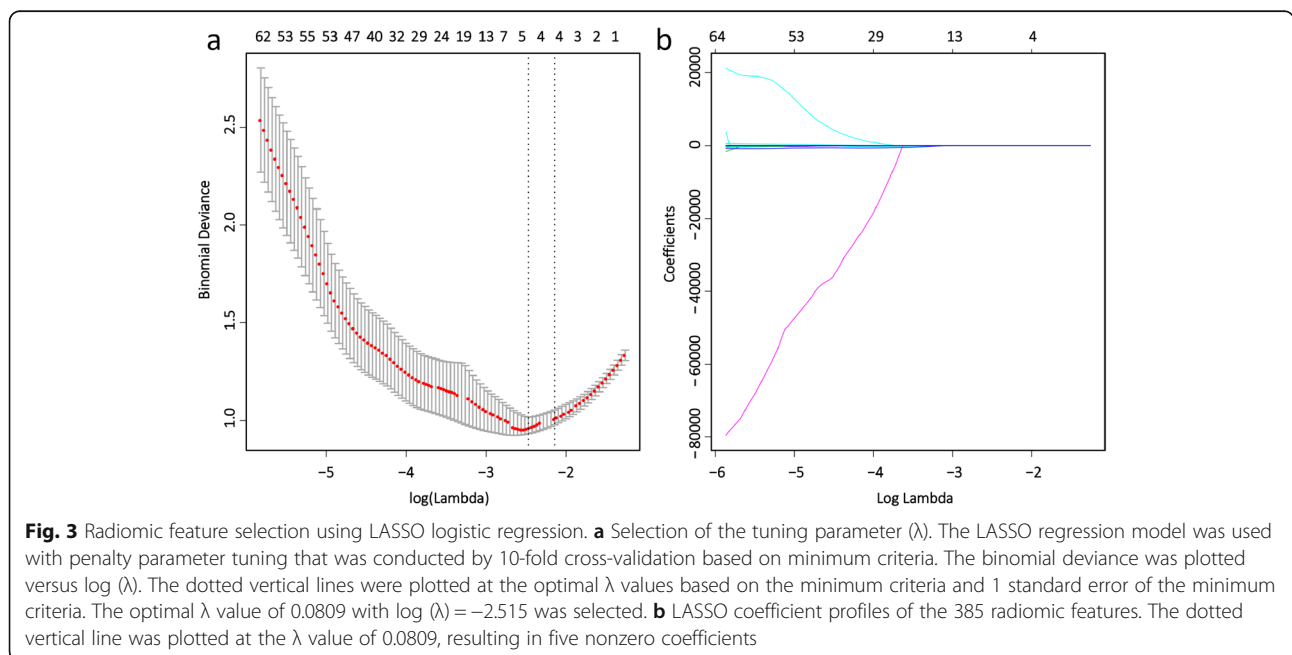 a
62 53 55 53 47 40 32 29 24 19 13 7 5 4 4 3 2 1
Binomial Deviance
2.5
2.0
1.5
1.0
−5 −4 −3 −2
log(Lambda)
b
64 53 29 13 4
Coefficients
20000
0
−20000
−40000
−60000
−80000
−6 −5 −4 −3 −2
Log Lambda
Fig. 3 Radiomic feature selection using LASSO logistic regression. a Selection of the tuning parameter (λ). The LASSO regression model was used
with penalty parameter tuning that was conducted by 10-fold cross-validation based on minimum criteria. The binomial deviance was plotted
versus log (λ). The dotted vertical lines were plotted at the optimal λ values based on the minimum criteria and 1 standard error of the minimum
criteria. The optimal λ value of 0.0809 with log (λ) = −2.515 was selected. b LASSO coefficient profiles of the 385 radiomic features. The dotted
vertical line was plotted at the λ value of 0.0809, resulting in five nonzero coefficients